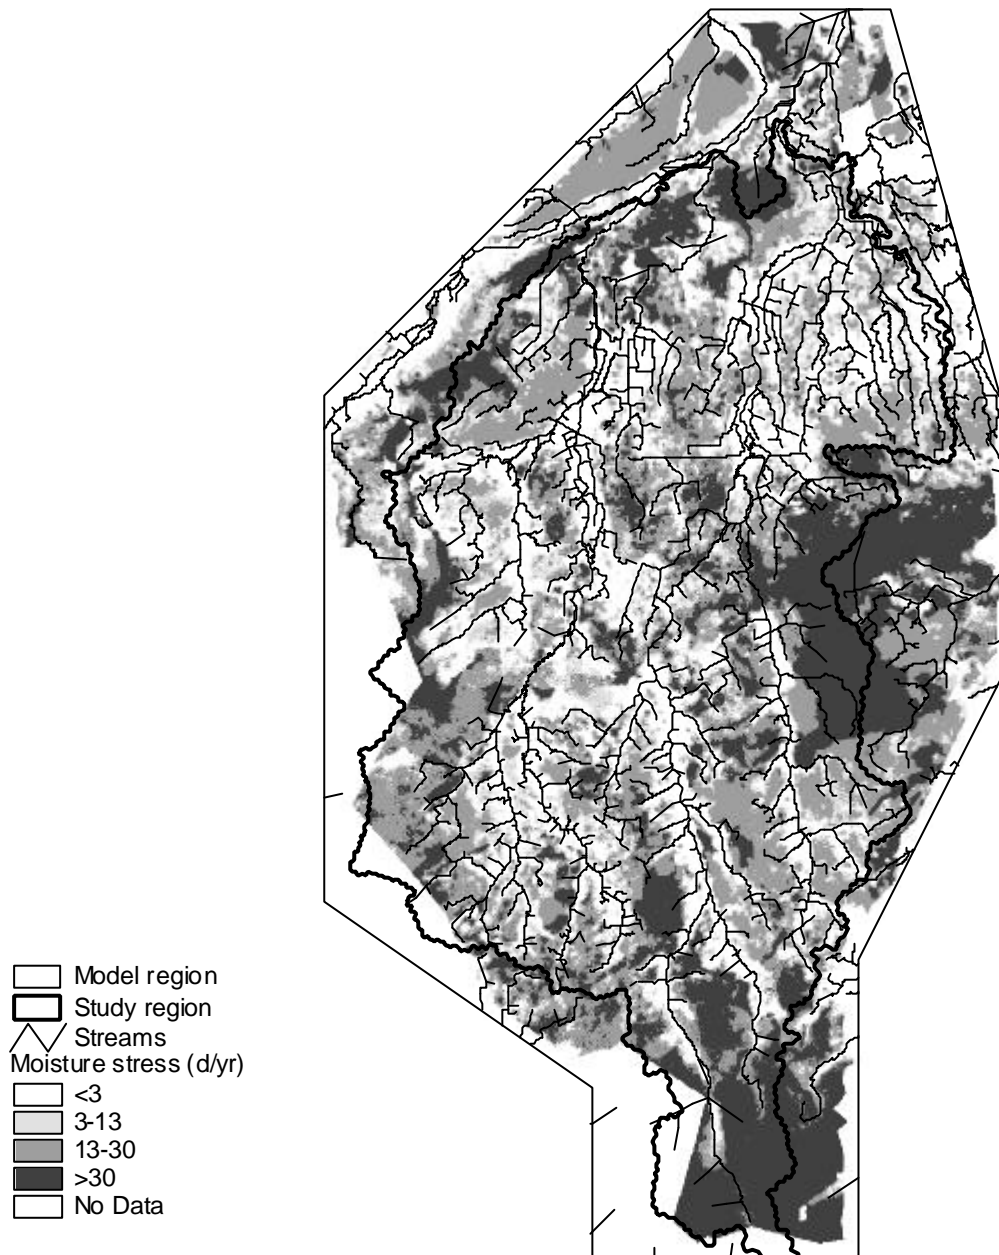 Model region
Study region
Streams
Moisture stress (d/yr)
<3
3-13
13-30
>30
No Data